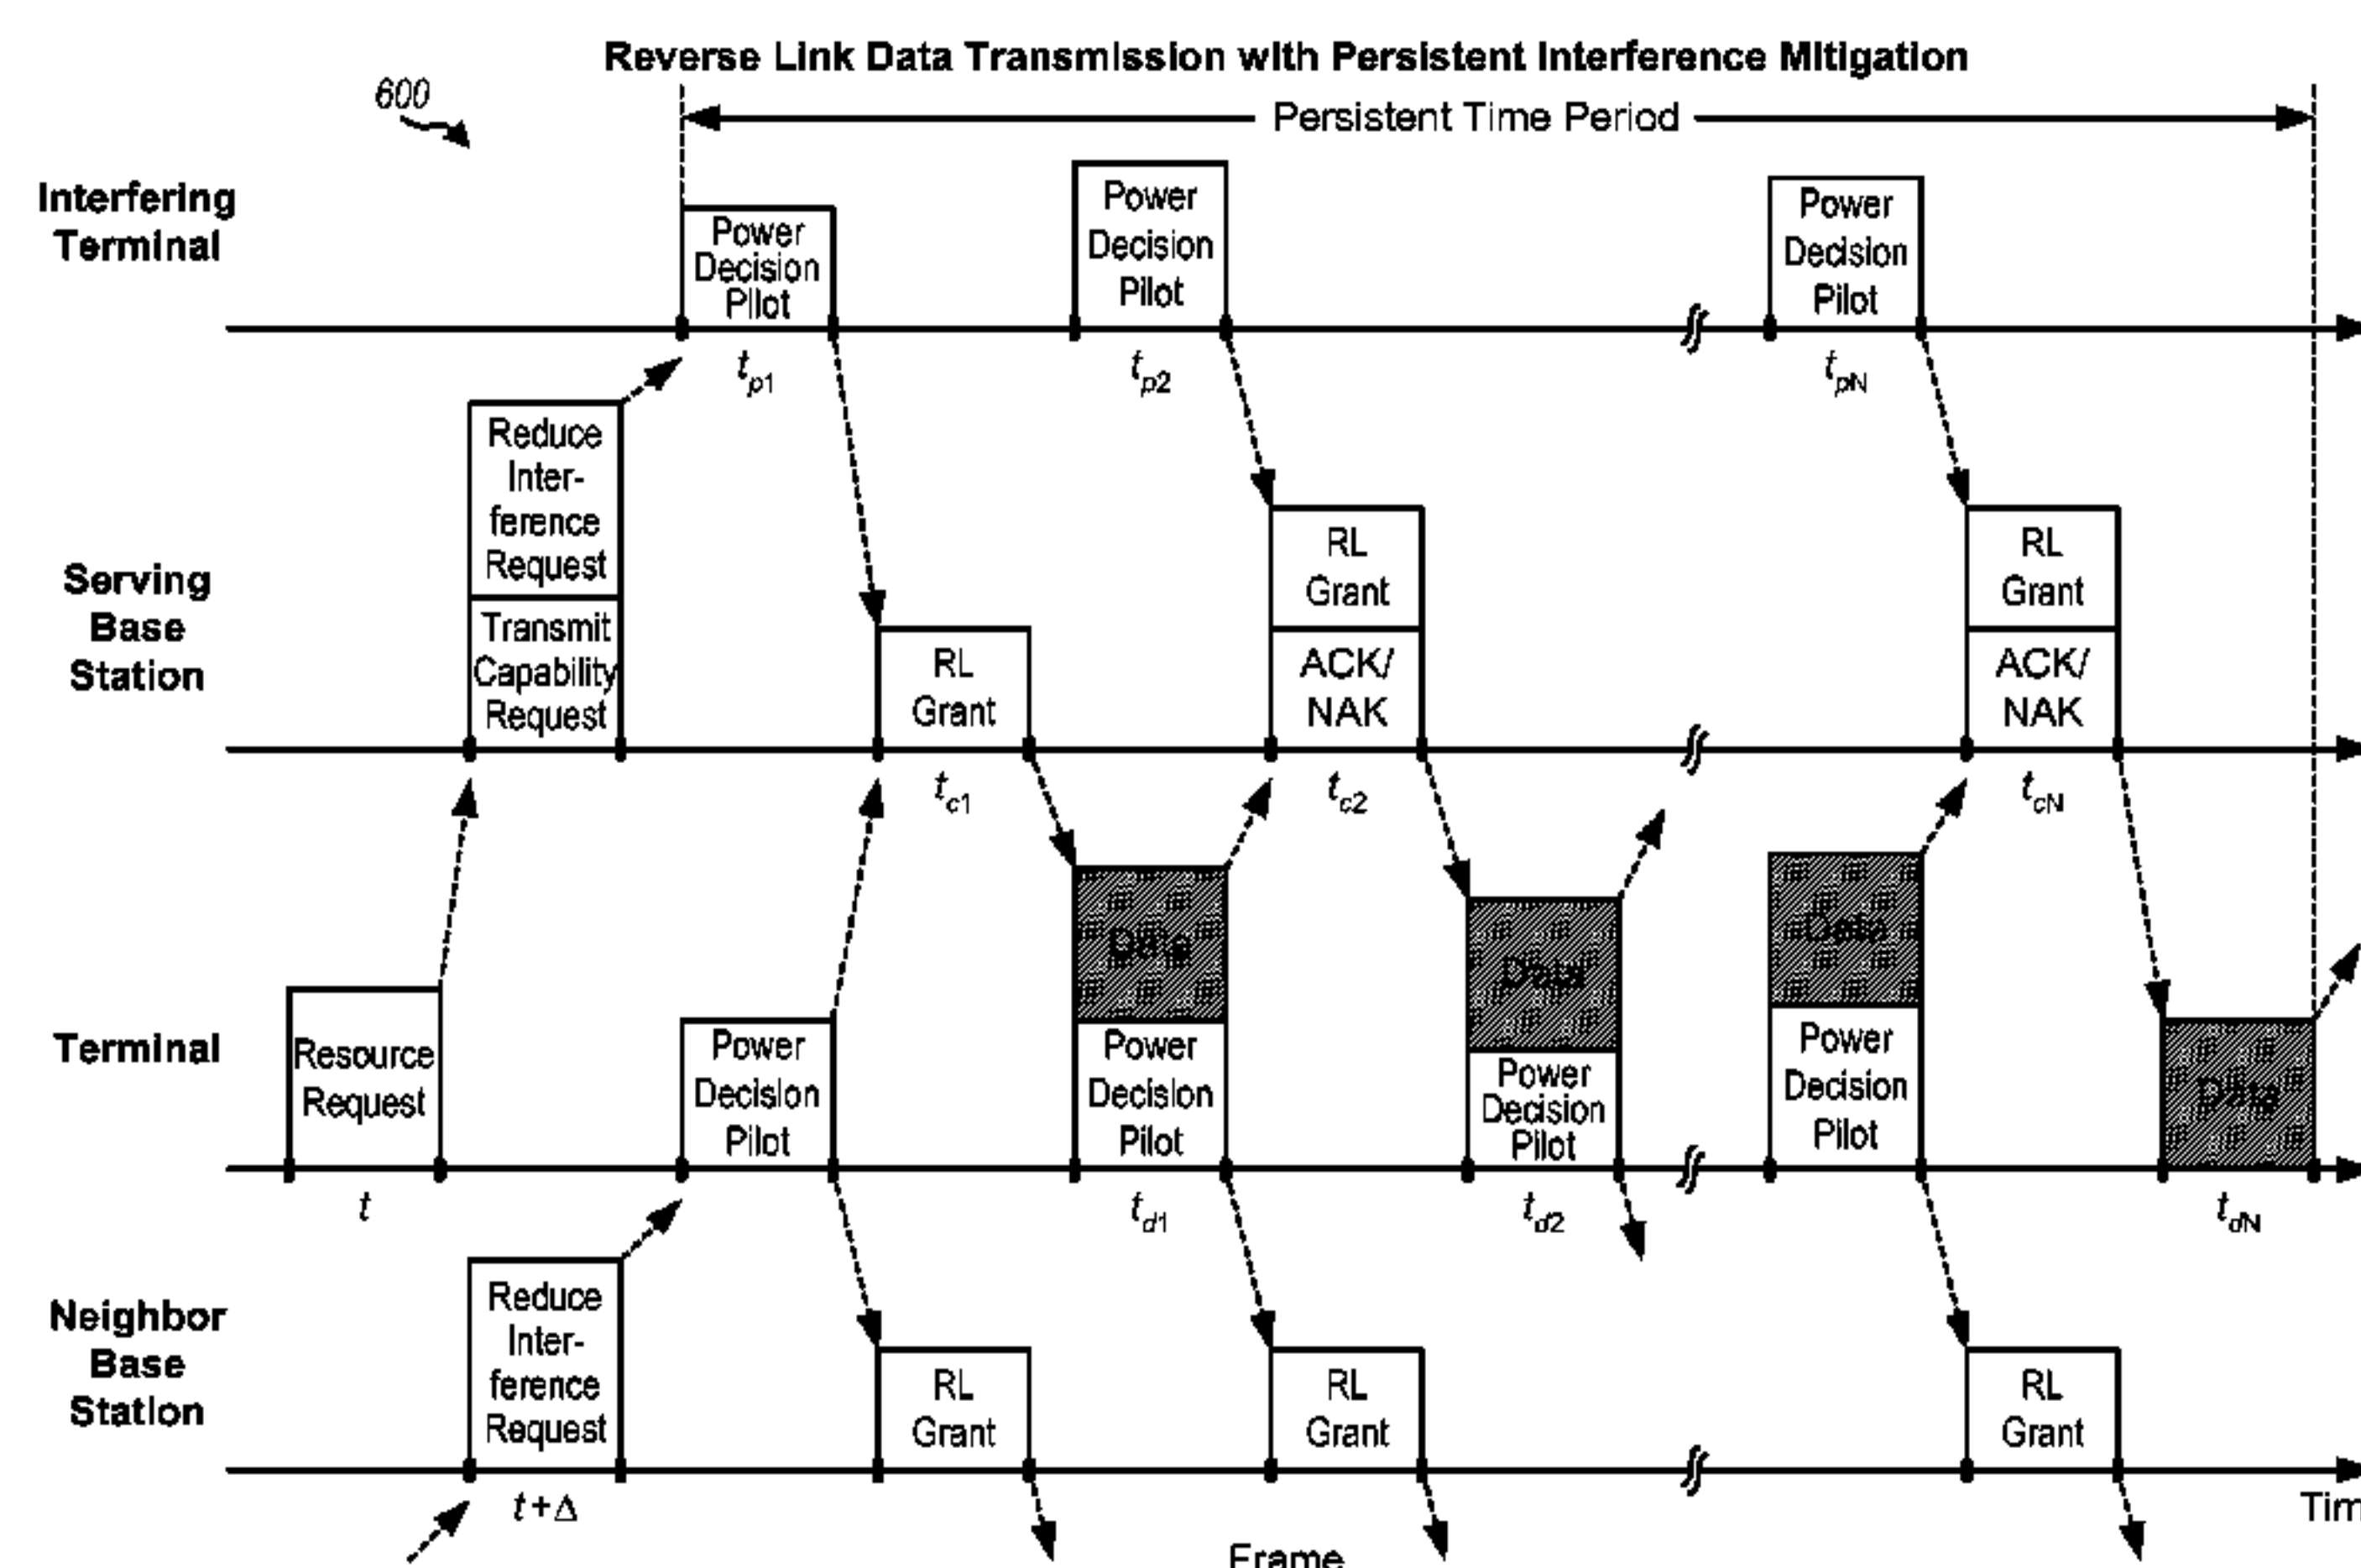 Reverse Link Data Transmission with Persistent Interference Mitigation
600
Persistent Time Period
Interfering
Terminal
Power
Decision
Pilot
Power
Decision
Pilot
Power
Decision
Pilot
tp1
tp2
tpN
Serving
Base
Station
Reduce
Inter-
ference
Request
Transmit
Capability
Request
RL
Grant
RL
Grant
ACK/
NAK
RL
Grant
ACK/
NAK
tc1
tc2
tcN
Terminal
Resource
Request
Power
Decision
Pilot
Data
Power
Decision
Pilot
Data
Power
Decision
Pilot
Data
Power
Decision
Pilot
Data
t
td1
td2
tdN
Neighbor
Base
Station
Reduce
Inter-
ference
Request
RL
Grant
RL
Grant
RL
Grant
t+Δ
Tim
Frame